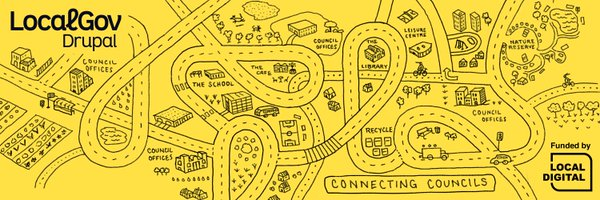 LocalGov
Drupal
COUNCIL
OFFICES
THE SCHOOL
THE
GREG
COUNCIL
OFFICES
THE
LIBRARY
LEISURE
CENTRE
NATURE
RESERVE
COUNCIL
OFFICES
RECYCLE
COUNCIL
OFFICES
CONNECTING COUNCILS
Funded by
LOCAL
DIGITAL